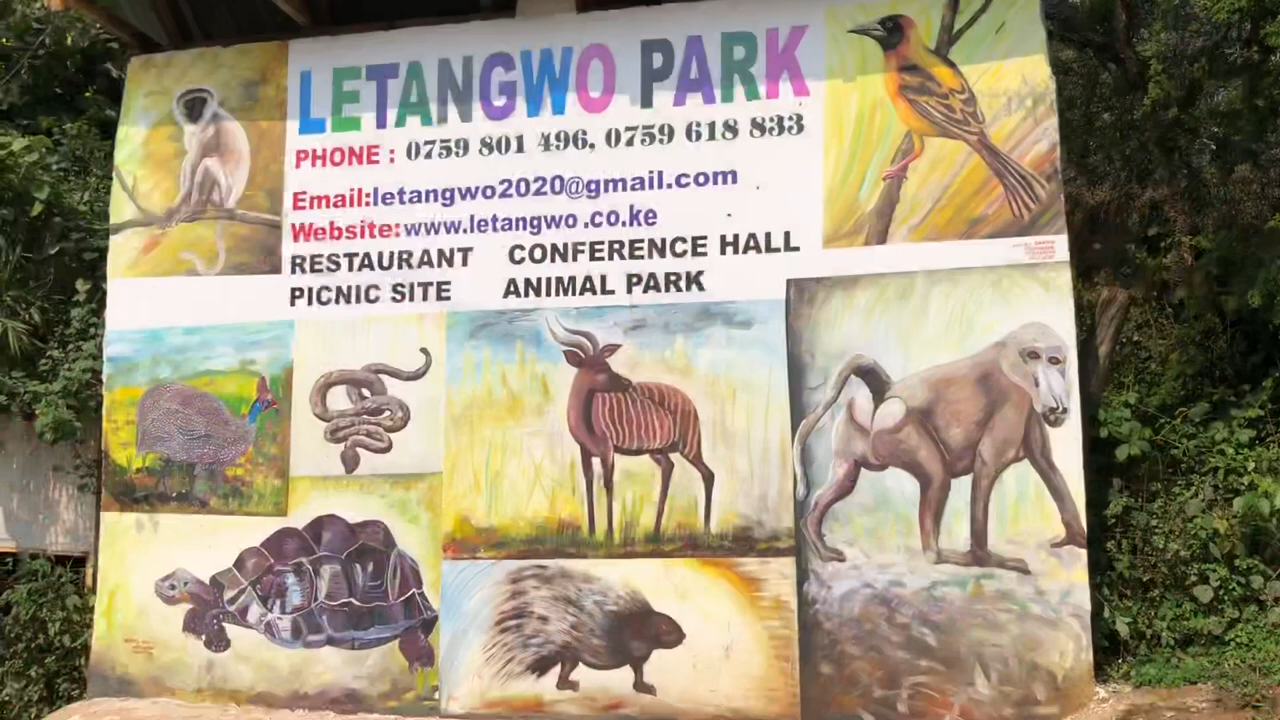 LETANGWO PARK
PHONE : 0759 801 496, 0759 618 833
Email:letangwo2020@gmail.com
Website:www.letangwo.co.ke
RESTAURANT CONFERENCE HALL
PICNIC SITE ANIMAL PARK